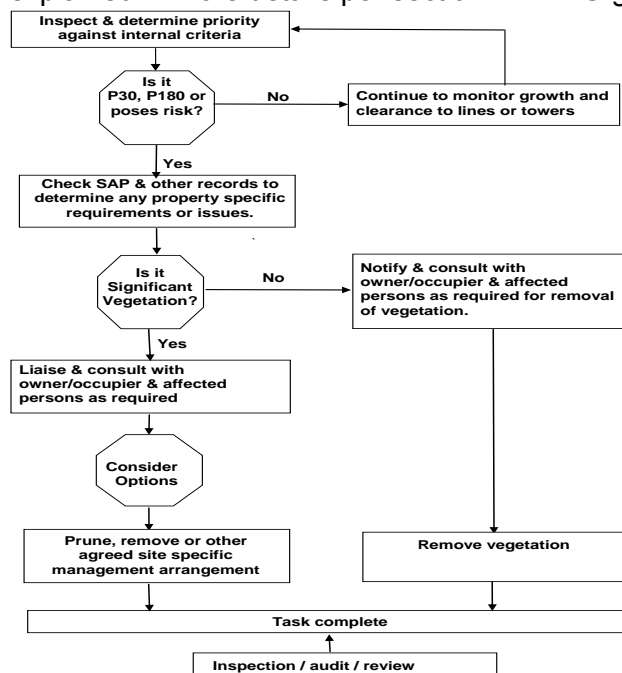 Inspect & determine priority
against internal criteria
Is it
P30, P180 or
poses risk?
No
Continue to monitor growth and
clearance to lines or towers
Yes
Check SAP & other records to
determine any property specific
requirements or issues.
Is it
Significant
Vegetation?
No
Notify & consult with
owner/occupier & affected
persons as required for removal
of vegetation.
Yes
Liaise & consult with
owner/occupier & affected
persons as required
Consider
Options
Prune, remove or other
agreed site specific
management arrangement
Remove vegetation
Task complete
Inspection / audit / review